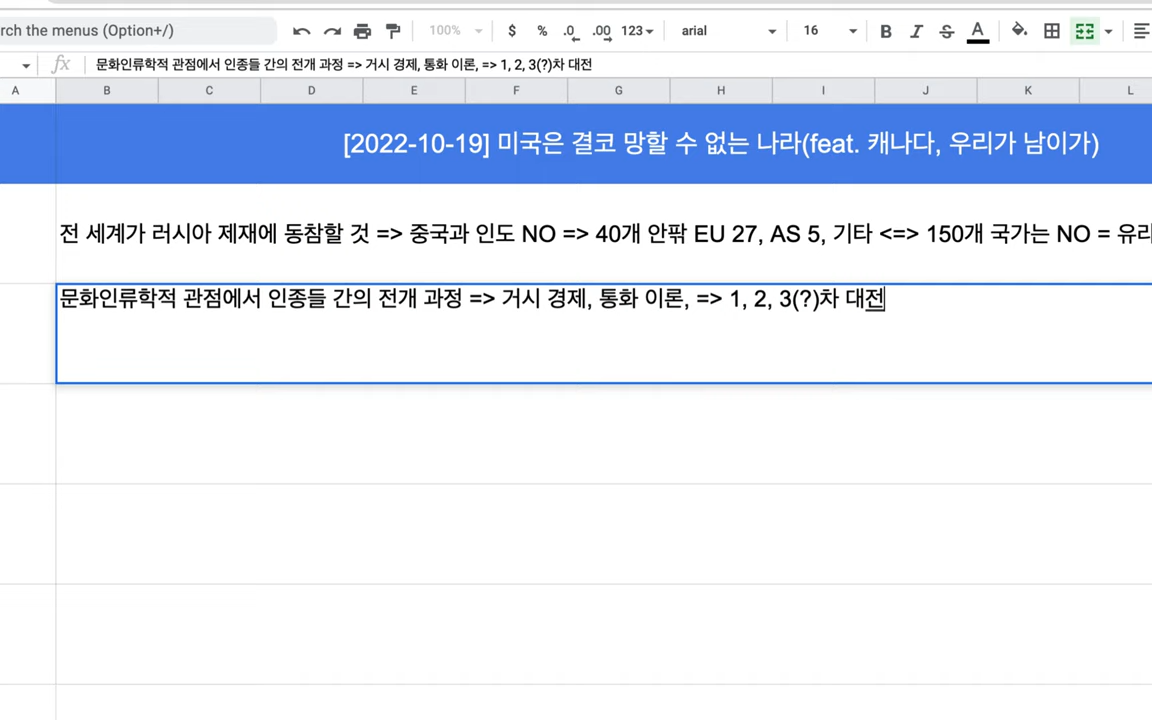 rch the menus (Option+/) 100% $ % .0 .00 123 arial 16 B I S A
fx 문화인류학적 관점에서 인종들 간의 전개 과정 => 거시 경제, 통화 이론, => 1, 2, 3(?)차 대전
A B C D E F G H I J K L
[2022-10-19] 미국은 결코 망할 수 없는 나라(feat. 캐나다, 우리가 남이가)
전 세계가 러시아 제재에 동참할 것 => 중국과 인도 NO => 40개 안팎 EU 27, AS 5, 기타 <=> 150개 국가는 NO = 유리
문화인류학적 관점에서 인종들 간의 전개 과정 => 거시 경제, 통화 이론, => 1, 2, 3(?)차 대전